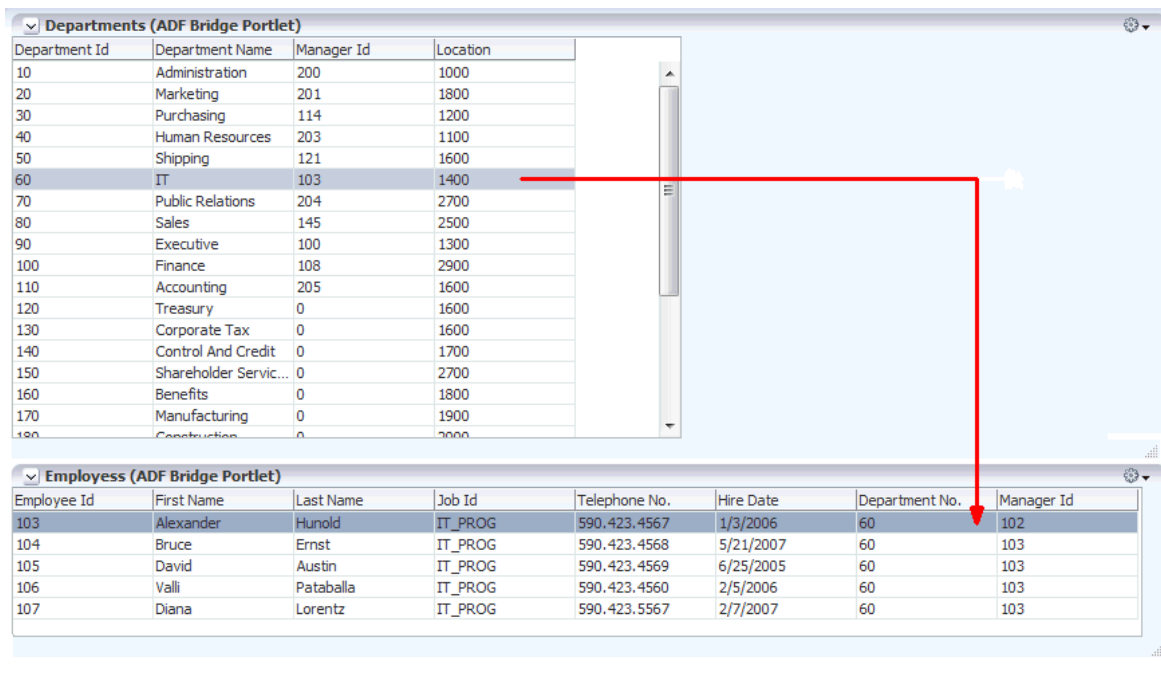 Departments (ADF Bridge Portlet)
Department Id Department Name Manager Id Location
10 Administration 200 1000
20 Marketing 201 1800
30 Purchasing 114 1200
40 Human Resources 203 1100
50 Shipping 121 1600
60 IT 103 1400
70 Public Relations 204 2700
80 Sales 145 2500
90 Executive 100 1300
100 Finance 108 2900
110 Accounting 205 1600
120 Treasury 0 1600
130 Corporate Tax 0 1600
140 Control And Credit 0 1700
150 Shareholder Servic... 0 2700
160 Benefits 0 1800
170 Manufacturing 0 1900
180 Construction 0 2000
Employess (ADF Bridge Portlet)
Employee Id First Name Last Name Job Id Telephone No. Hire Date Department No. Manager Id
103 Alexander Hunold IT_PROG 590.423.4567 1/3/2006 60 102
104 Bruce Ernst IT_PROG 590.423.4568 5/21/2007 60 103
105 David Austin IT_PROG 590.423.4569 6/25/2005 60 103
106 Valli Pataballa IT_PROG 590.423.4560 2/5/2006 60 103
107 Diana Lorentz IT_PROG 590.423.5567 2/7/2007 60 103